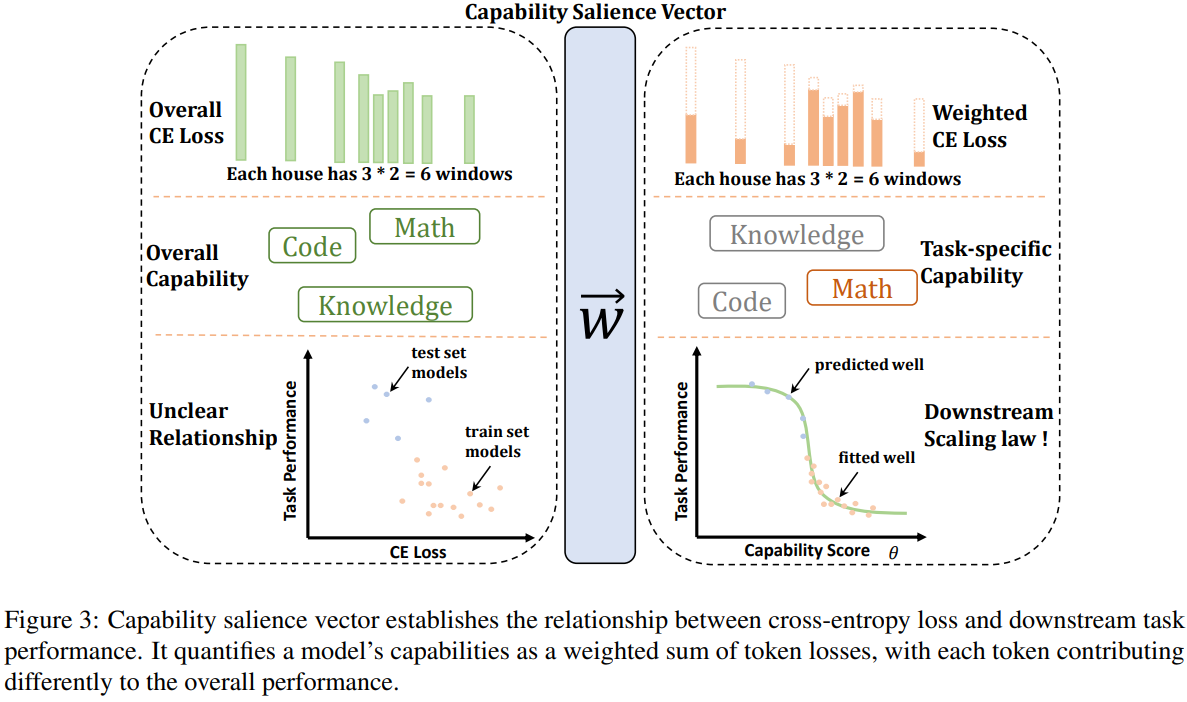 Capability Salience Vector
Overall
CE Loss
Each house has 3 * 2 = 6 windows
Weighted
CE Loss
Each house has 3 * 2 = 6 windows
Overall
Capability
Code
Math
Knowledge
w
Knowledge
Code
Math
Task-specific
Capability
Unclear
Relationship
Task Performance
test set
models
train set
models
CE Loss
Task Performance
predicted well
fitted well
Capability Score θ
Downstream
Scaling law !
Figure 3: Capability salience vector establishes the relationship between cross-entropy loss and downstream task
performance. It quantifies a model's capabilities as a weighted sum of token losses, with each token contributing
differently to the overall performance.